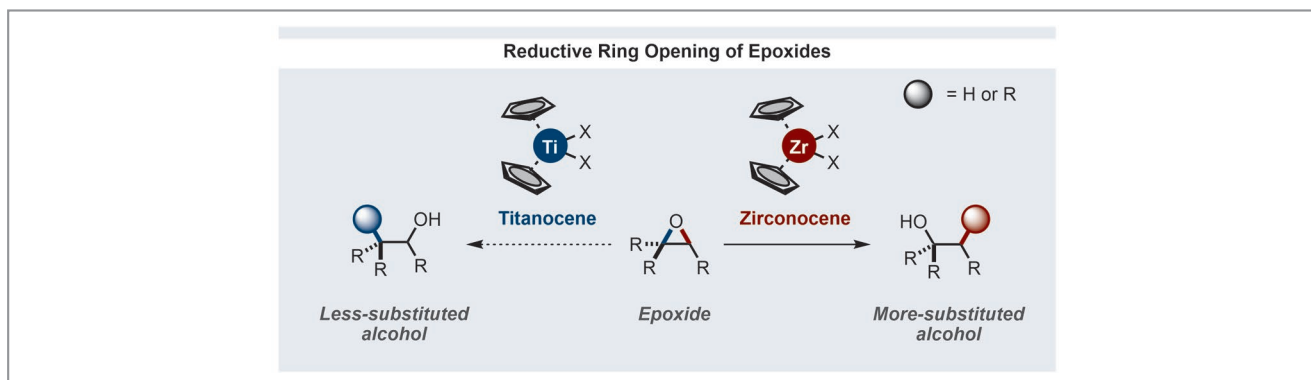 Reductive Ring Opening of Epoxides
= H or R
Ti
X
X
Zr
X
X
Titanocene
Zirconocene
OH
R
R
R
O
R
R
R
HO
R
R
R
Less-substituted
alcohol
Epoxide
More-substituted
alcohol